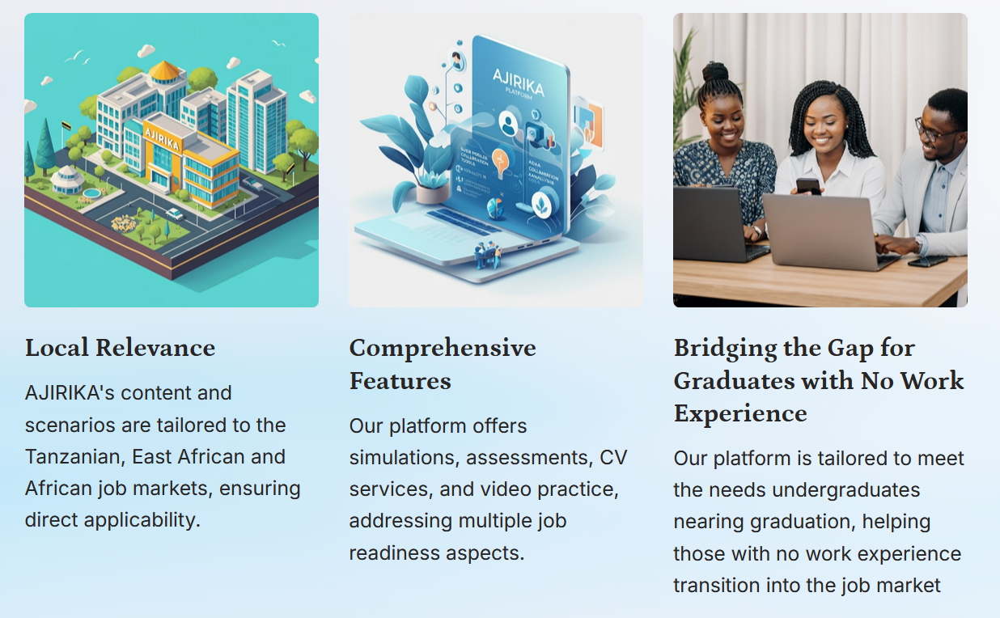 AJIRIKA
AJIRIKA
PLATFORM
COLLABORATION
TOOLS
Local Relevance
AJIRIKA's content and
scenarios are tailored to the
Tanzanian, East African and
African job markets, ensuring
direct applicability.
Comprehensive
Features
Our platform offers
simulations, assessments, CV
services, and video practice,
addressing multiple job
readiness aspects.
Bridging the Gap for
Graduates with No Work
Experience
Our platform is tailored to meet
the needs undergraduates
nearing graduation, helping
those with no work experience
transition into the job market